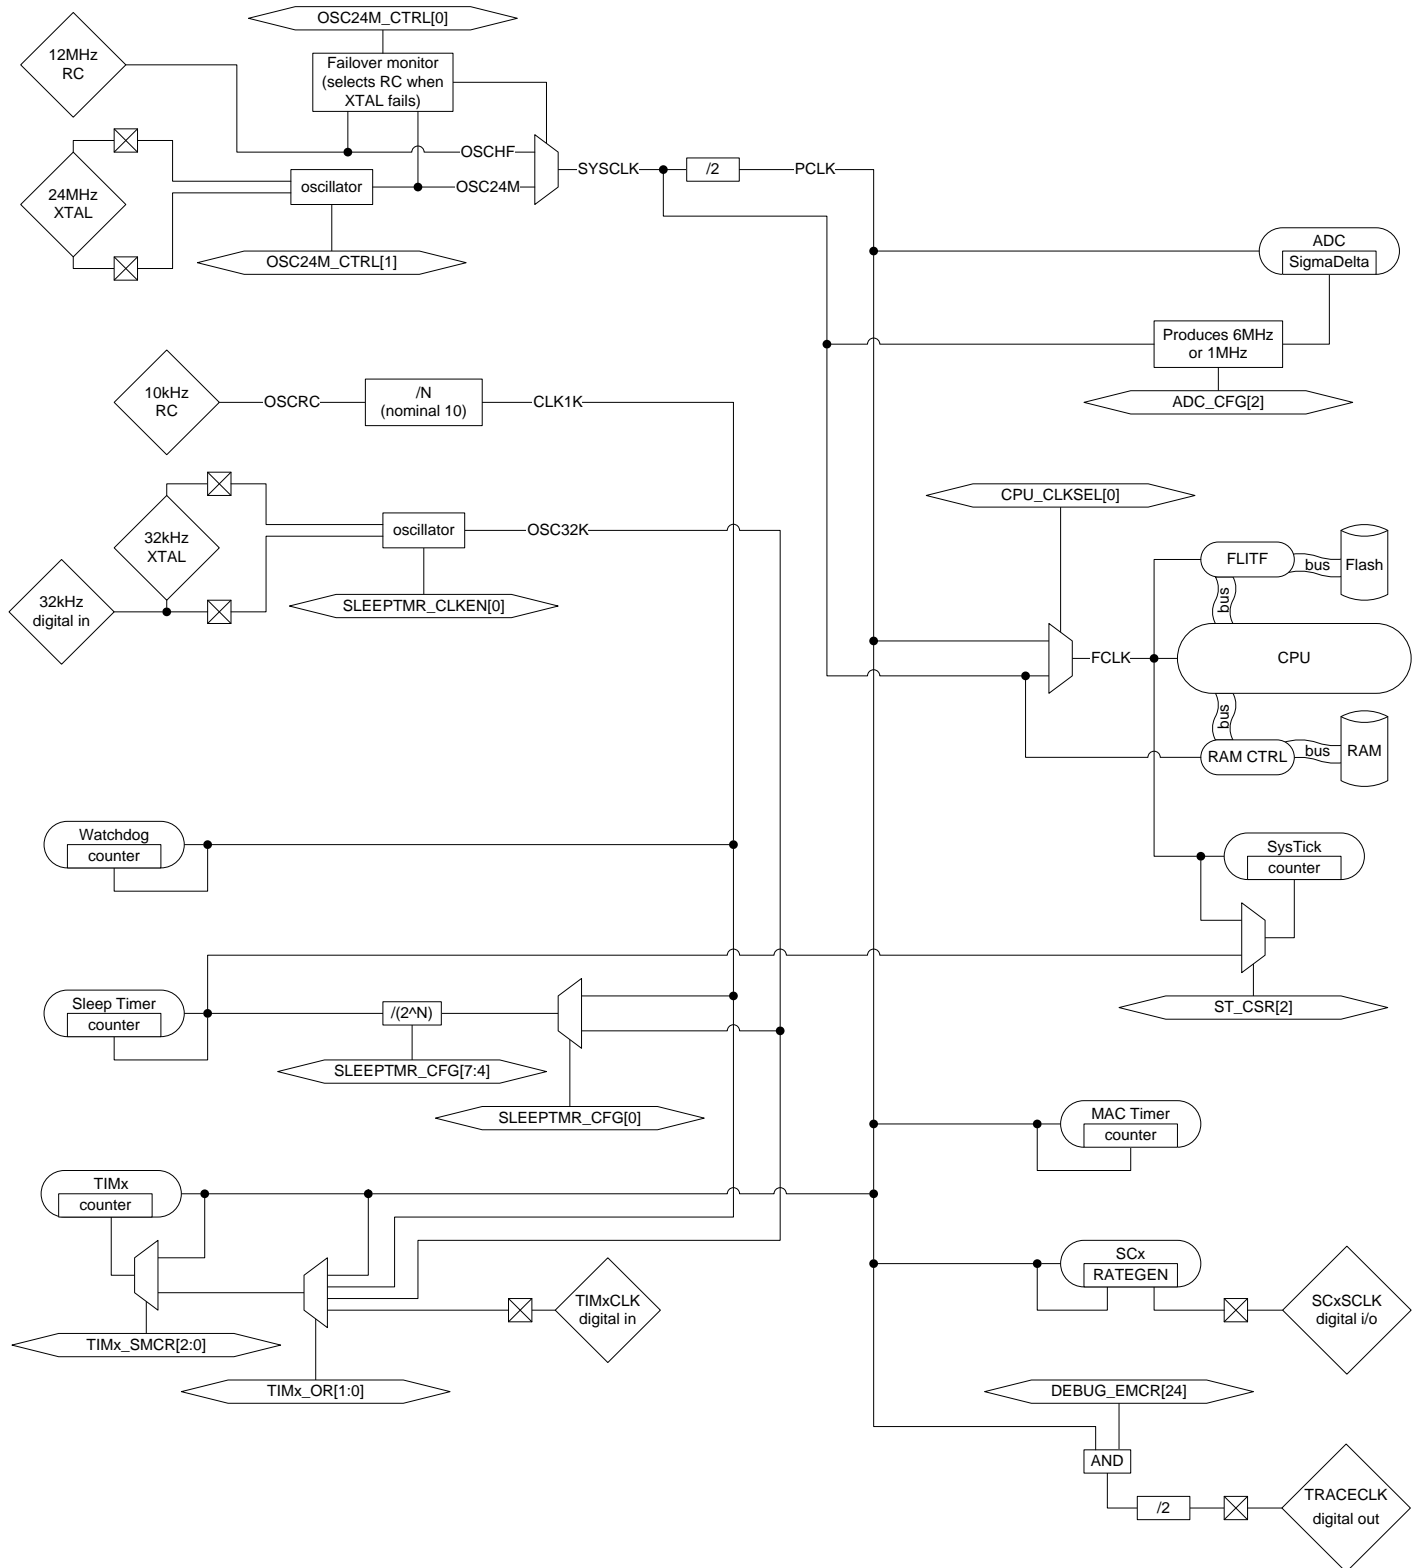 OSC24M_CTRL[0]
12MHz
RC
Failover monitor
(selects RC when
XTAL fails)
OSCHF
SYSCLK
/2
PCLK
24MHz
XTAL
oscillator
OSC24M
OSC24M_CTRL[1]
ADC
SigmaDelta
Produces 6MHz
or 1MHz
ADC_CFG[2]
10kHz
RC
OSCRC
/N
(nominal 10)
CLK1K
CPU_CLKSEL[0]
32kHz
XTAL
oscillator
OSC32K
32kHz
digital in
SLEEPTMR_CLKEN[0]
FLITF
bus
Flash
bus
FCLK
CPU
bus
RAM CTRL
bus
RAM
Watchdog
counter
SysTick
counter
Sleep Timer
counter
/(2^N)
ST_CSR[2]
SLEEPTMR_CFG[7:4]
SLEEPTMR_CFG[0]
MAC Timer
counter
TIMx
counter
SCx
RATEGEN
TIMxCLK
digital in
SCxSCLK
digital i/o
TIMx_SMCR[2:0]
TIMx_OR[1:0]
DEBUG_EMCR[24]
AND
/2
TRACECLK
digital out